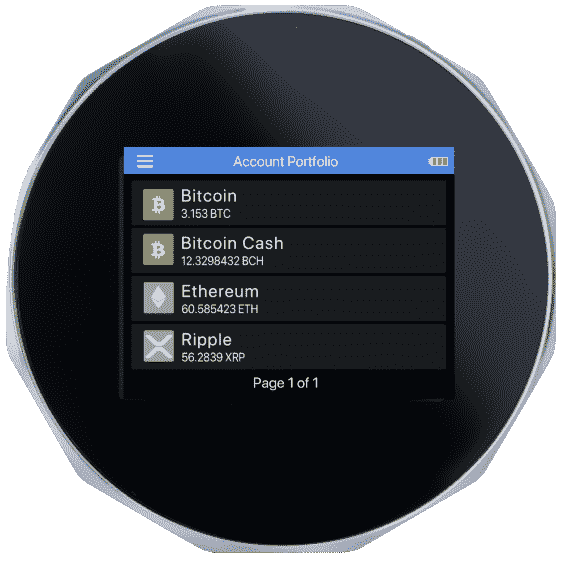 Account Portfolio
Bitcoin
3.153 BTC
Bitcoin Cash
12.3298432 BCH
Ethereum
60.585423 ETH
Ripple
56.2839 XRP
Page 1 of 1